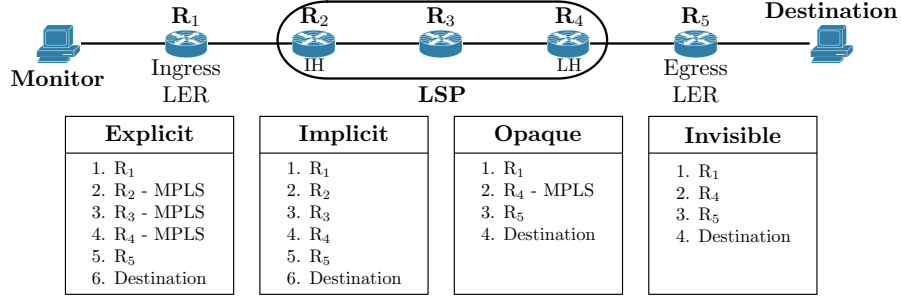 R₁ R₂ R₃ R₄ R₅ Destination
Monitor
Ingress
LER
IH
LH
Egress
LER
LSP
Explicit
1. R₁
2. R₂ - MPLS
3. R₃ - MPLS
4. R₄ - MPLS
5. R₅
6. Destination
Implicit
1. R₁
2. R₂
3. R₃
4. R₄
5. R₅
6. Destination
Opaque
1. R₁
2. R₄ - MPLS
3. R₅
4. Destination
Invisible
1. R₁
2. R₄
3. R₅
4. Destination